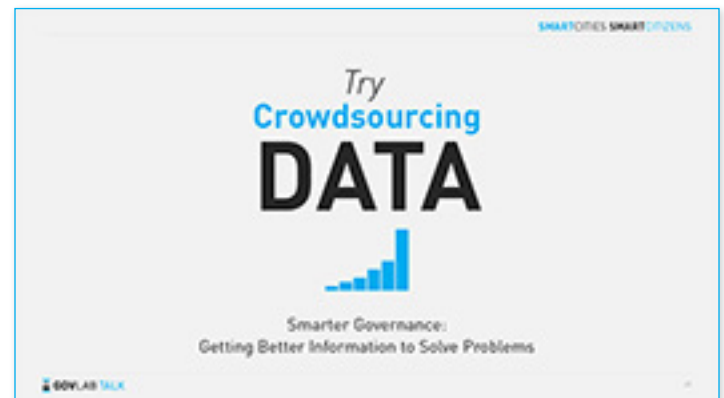 SMARTCITIES SMARTCITIZENS
Try
Crowdsourcing
DATA
Smarter Governance:
Getting Better Information to Solve Problems
GOVLAB TALK